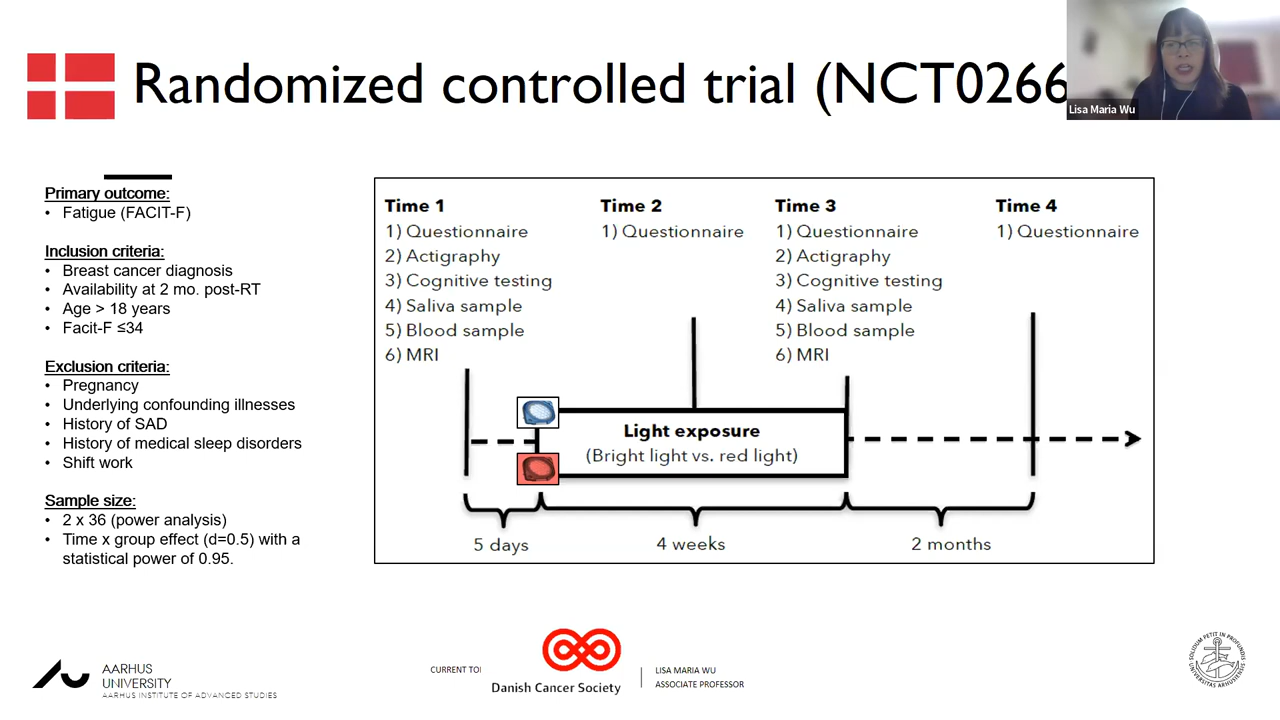 Randomized controlled trial (NCT0266
Lisa Maria Wu
Primary outcome:
• Fatigue (FACIT-F)
Inclusion criteria:
• Breast cancer diagnosis
• Availability at 2 mo. post-RT
• Age > 18 years
• Facit-F ≤34
Exclusion criteria:
• Pregnancy
• Underlying confounding illnesses
• History of SAD
• History of medical sleep disorders
• Shift work
Sample size:
• 2 x 36 (power analysis)
• Time x group effect (d=0.5) with a
statistical power of 0.95.
Time 1
1) Questionnaire
2) Actigraphy
3) Cognitive testing
4) Saliva sample
5) Blood sample
6) MRI
Time 2
1) Questionnaire
Time 3
1) Questionnaire
2) Actigraphy
3) Cognitive testing
4) Saliva sample
5) Blood sample
6) MRI
Time 4
1) Questionnaire
Light exposure
(Bright light vs. red light)
5 days
4 weeks
2 months
AARHUS
UNIVERSITY
AARHUS INSTITUTE OF ADVANCED STUDIES
CURRENT TO
Danish Cancer Society
LISA MARIA WU
ASSOCIATE PROFESSOR